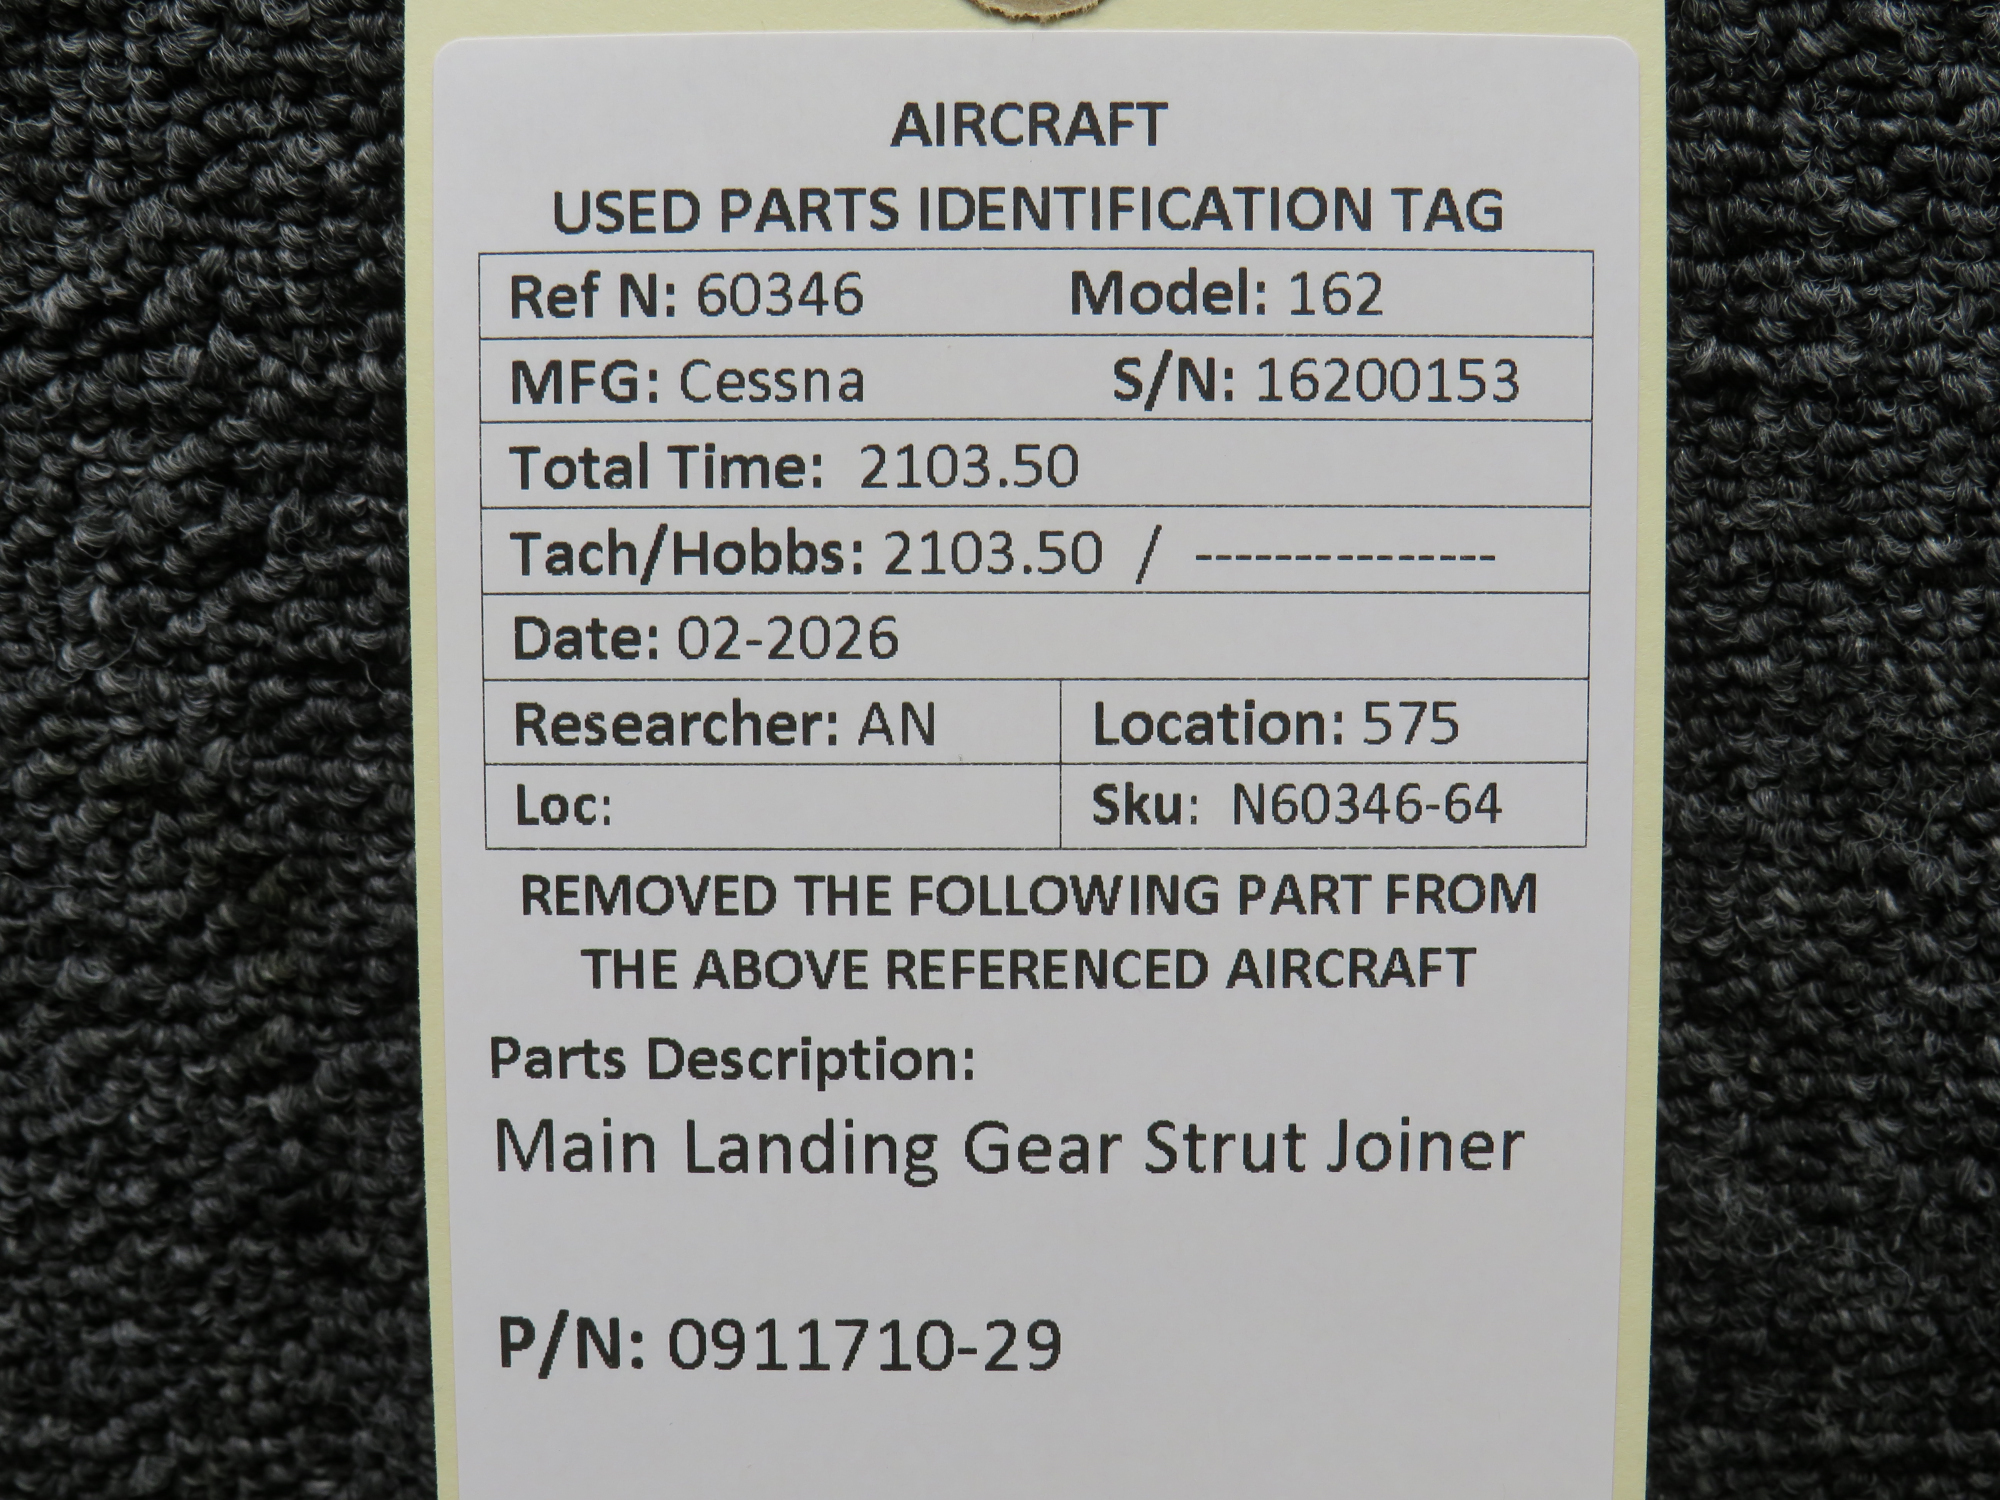 AIRCRAFT
USED PARTS IDENTIFICATION TAG
Ref N: 60346 Model: 162
MFG: Cessna S/N: 16200153
Total Time: 2103.50
Tach/Hobbs: 2103.50 / ---------------
Date: 02-2026
Researcher: AN Location: 575
Loc: Sku: N60346-64
REMOVED THE FOLLOWING PART FROM
THE ABOVE REFERENCED AIRCRAFT
Parts Description:
Main Landing Gear Strut Joiner
P/N: 0911710-29